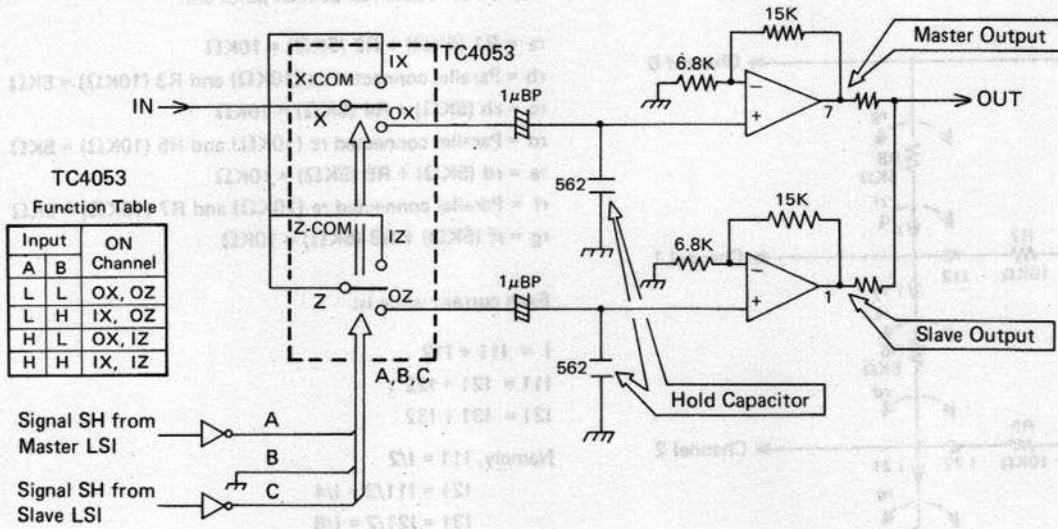 TC4053
IX
X-COM
IN
X
OX
1µBP
15K
6.8K
−
+
7
Master Output
OUT
562
TC4053
Function Table
Input ON Channel
A B
L L OX, OZ
L H IX, OZ
H L OX, IZ
H H IX, IZ
Z-COM
IZ
Z
OZ
1µBP
15K
6.8K
−
+
1
Slave Output
A, B, C
562
Hold Capacitor
Signal SH from
Master LSI
A
B
Signal SH from
Slave LSI
C